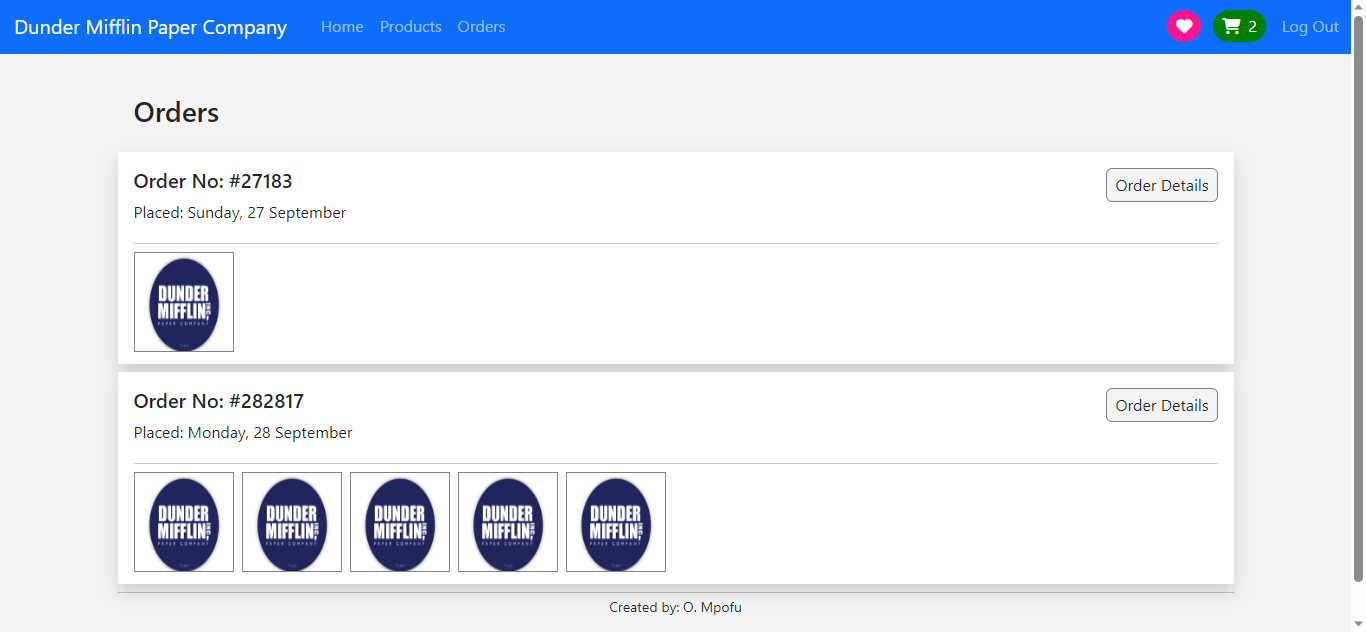 Dunder Mifflin Paper Company Home Products Orders 2 Log Out
Orders
Order No: #27183 Order Details
Placed: Sunday, 27 September
DUNDER
MIFFLIN, INC
PAPER COMPANY
Order No: #282817 Order Details
Placed: Monday, 28 September
DUNDER DUNDER DUNDER DUNDER DUNDER
MIFFLIN, INC MIFFLIN, INC MIFFLIN, INC MIFFLIN, INC MIFFLIN, INC
PAPER COMPANY PAPER COMPANY PAPER COMPANY PAPER COMPANY PAPER COMPANY
Created by: O. Mpofu